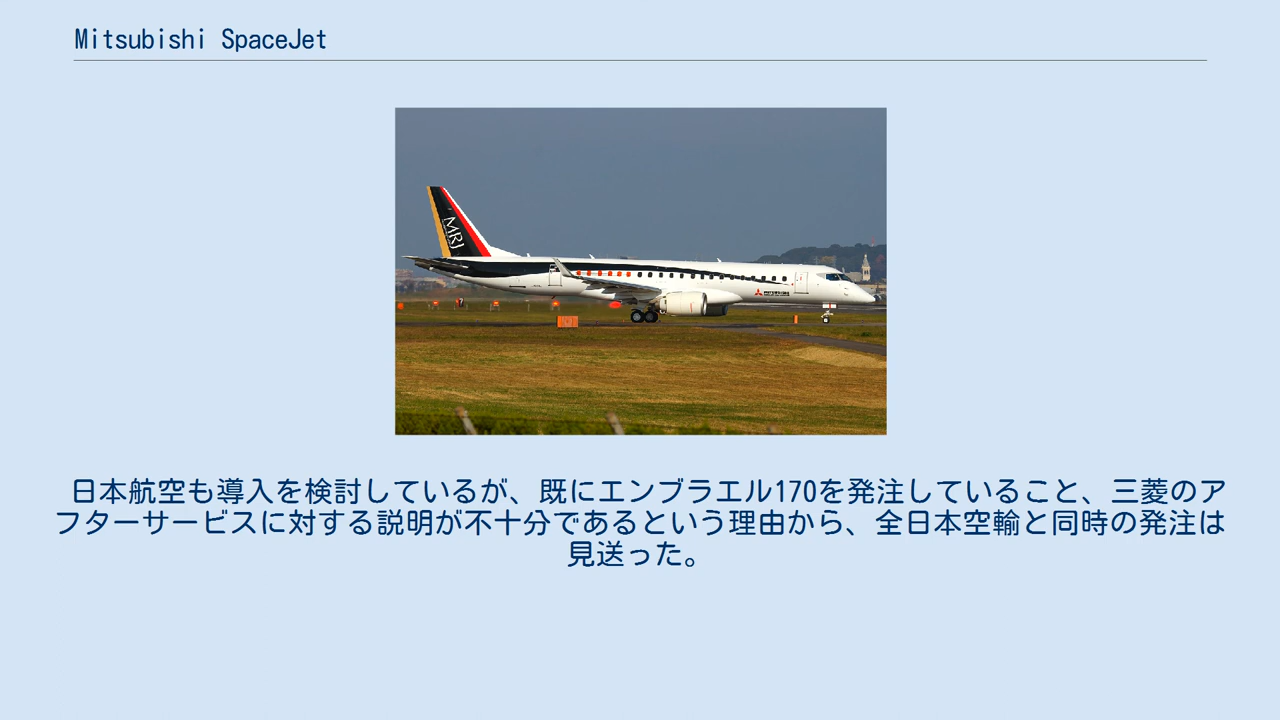 Mitsubishi SpaceJet
MRJ
日本航空も導入を検討しているが、既にエンブラエル170を発注していること、三菱のア
フターサービスに対する説明が不十分であるという理由から、全日本空輸と同時の発注は
見送った。